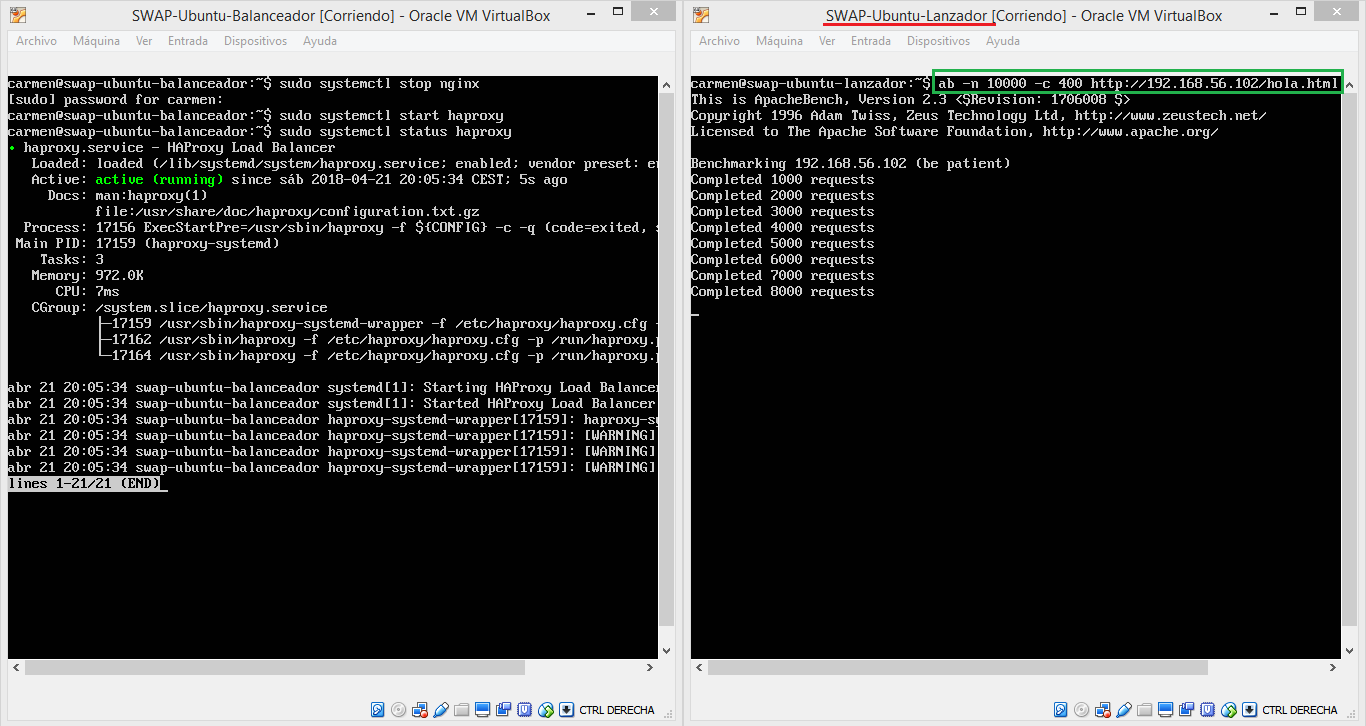 SWAP-Ubuntu-Balanceador [Corriendo] - Oracle VM VirtualBox
Archivo Máquina Ver Entrada Dispositivos Ayuda
carmen@swap-ubuntu-balanceador:~$ sudo systemctl stop nginx
[sudo] password for carmen:
carmen@swap-ubuntu-balanceador:~$ sudo systemctl start haproxy
carmen@swap-ubuntu-balanceador:~$ sudo systemctl status haproxy
● haproxy.service - HAProxy Load Balancer
Loaded: loaded (/lib/systemd/system/haproxy.service; enabled; vendor preset: en
Active: active (running) since sáb 2018-04-21 20:05:34 CEST; 5s ago
Docs: man:haproxy(1)
file:/usr/share/doc/haproxy/configuration.txt.gz
Process: 17156 ExecStartPre=/usr/sbin/haproxy -f ${CONFIG} -c -q (code=exited, s
Main PID: 17159 (haproxy-systemd)
Tasks: 3
Memory: 972.0K
CPU: 7ms
CGroup: /system.slice/haproxy.service
├─17159 /usr/sbin/haproxy-systemd-wrapper -f /etc/haproxy/haproxy.cfg -
├─17162 /usr/sbin/haproxy -f /etc/haproxy/haproxy.cfg -p /run/haproxy.p
└─17164 /usr/sbin/haproxy -f /etc/haproxy/haproxy.cfg -p /run/haproxy.p
abr 21 20:05:34 swap-ubuntu-balanceador systemd[1]: Starting HAProxy Load Balancer
abr 21 20:05:34 swap-ubuntu-balanceador systemd[1]: Started HAProxy Load Balancer
abr 21 20:05:34 swap-ubuntu-balanceador haproxy-systemd-wrapper[17159]: haproxy-sy
abr 21 20:05:34 swap-ubuntu-balanceador haproxy-systemd-wrapper[17159]: [WARNING]
abr 21 20:05:34 swap-ubuntu-balanceador haproxy-systemd-wrapper[17159]: [WARNING]
abr 21 20:05:34 swap-ubuntu-balanceador haproxy-systemd-wrapper[17159]: [WARNING]
lines 1-21/21 (END)
CTRL DERECHA
SWAP-Ubuntu-Lanzador [Corriendo] - Oracle VM VirtualBox
Archivo Máquina Ver Entrada Dispositivos Ayuda
carmen@swap-ubuntu-lanzador:~$ ab -n 10000 -c 400 http://192.168.56.102/hola.html
This is ApacheBench, Version 2.3 <$Revision: 1706008 $>
Copyright 1996 Adam Twiss, Zeus Technology Ltd, http://www.zeustech.net/
Licensed to The Apache Software Foundation, http://www.apache.org/
Benchmarking 192.168.56.102 (be patient)
Completed 1000 requests
Completed 2000 requests
Completed 3000 requests
Completed 4000 requests
Completed 5000 requests
Completed 6000 requests
Completed 7000 requests
Completed 8000 requests
CTRL DERECHA